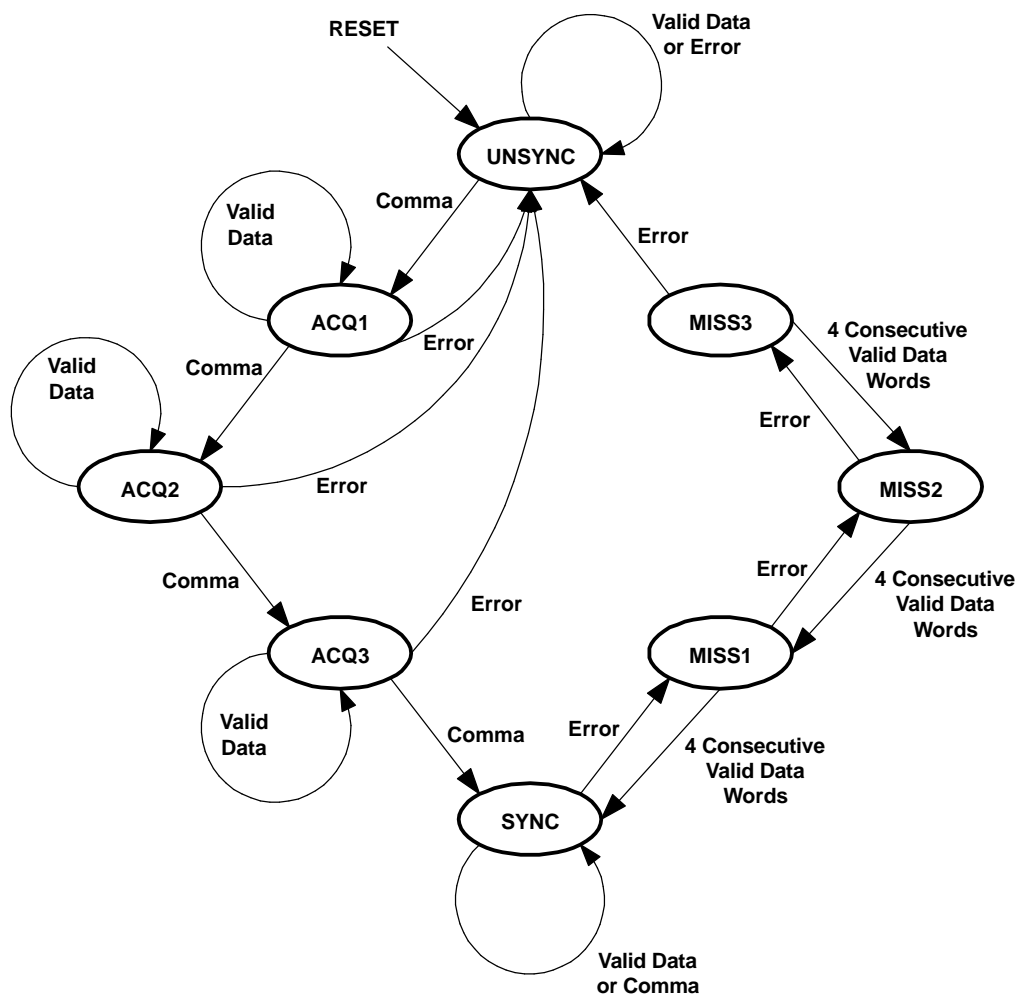 RESET
Valid Data
or Error
UNSYNC
Comma
Valid
Data
Error
ACQ1
Error
MISS3
4 Consecutive
Valid Data
Words
Comma
Valid
Data
Error
ACQ2
Error
MISS2
Comma
Error
4 Consecutive
Valid Data
Words
ACQ3
Error
MISS1
Valid
Data
Comma
Error
4 Consecutive
Valid Data
Words
SYNC
Valid Data
or Comma